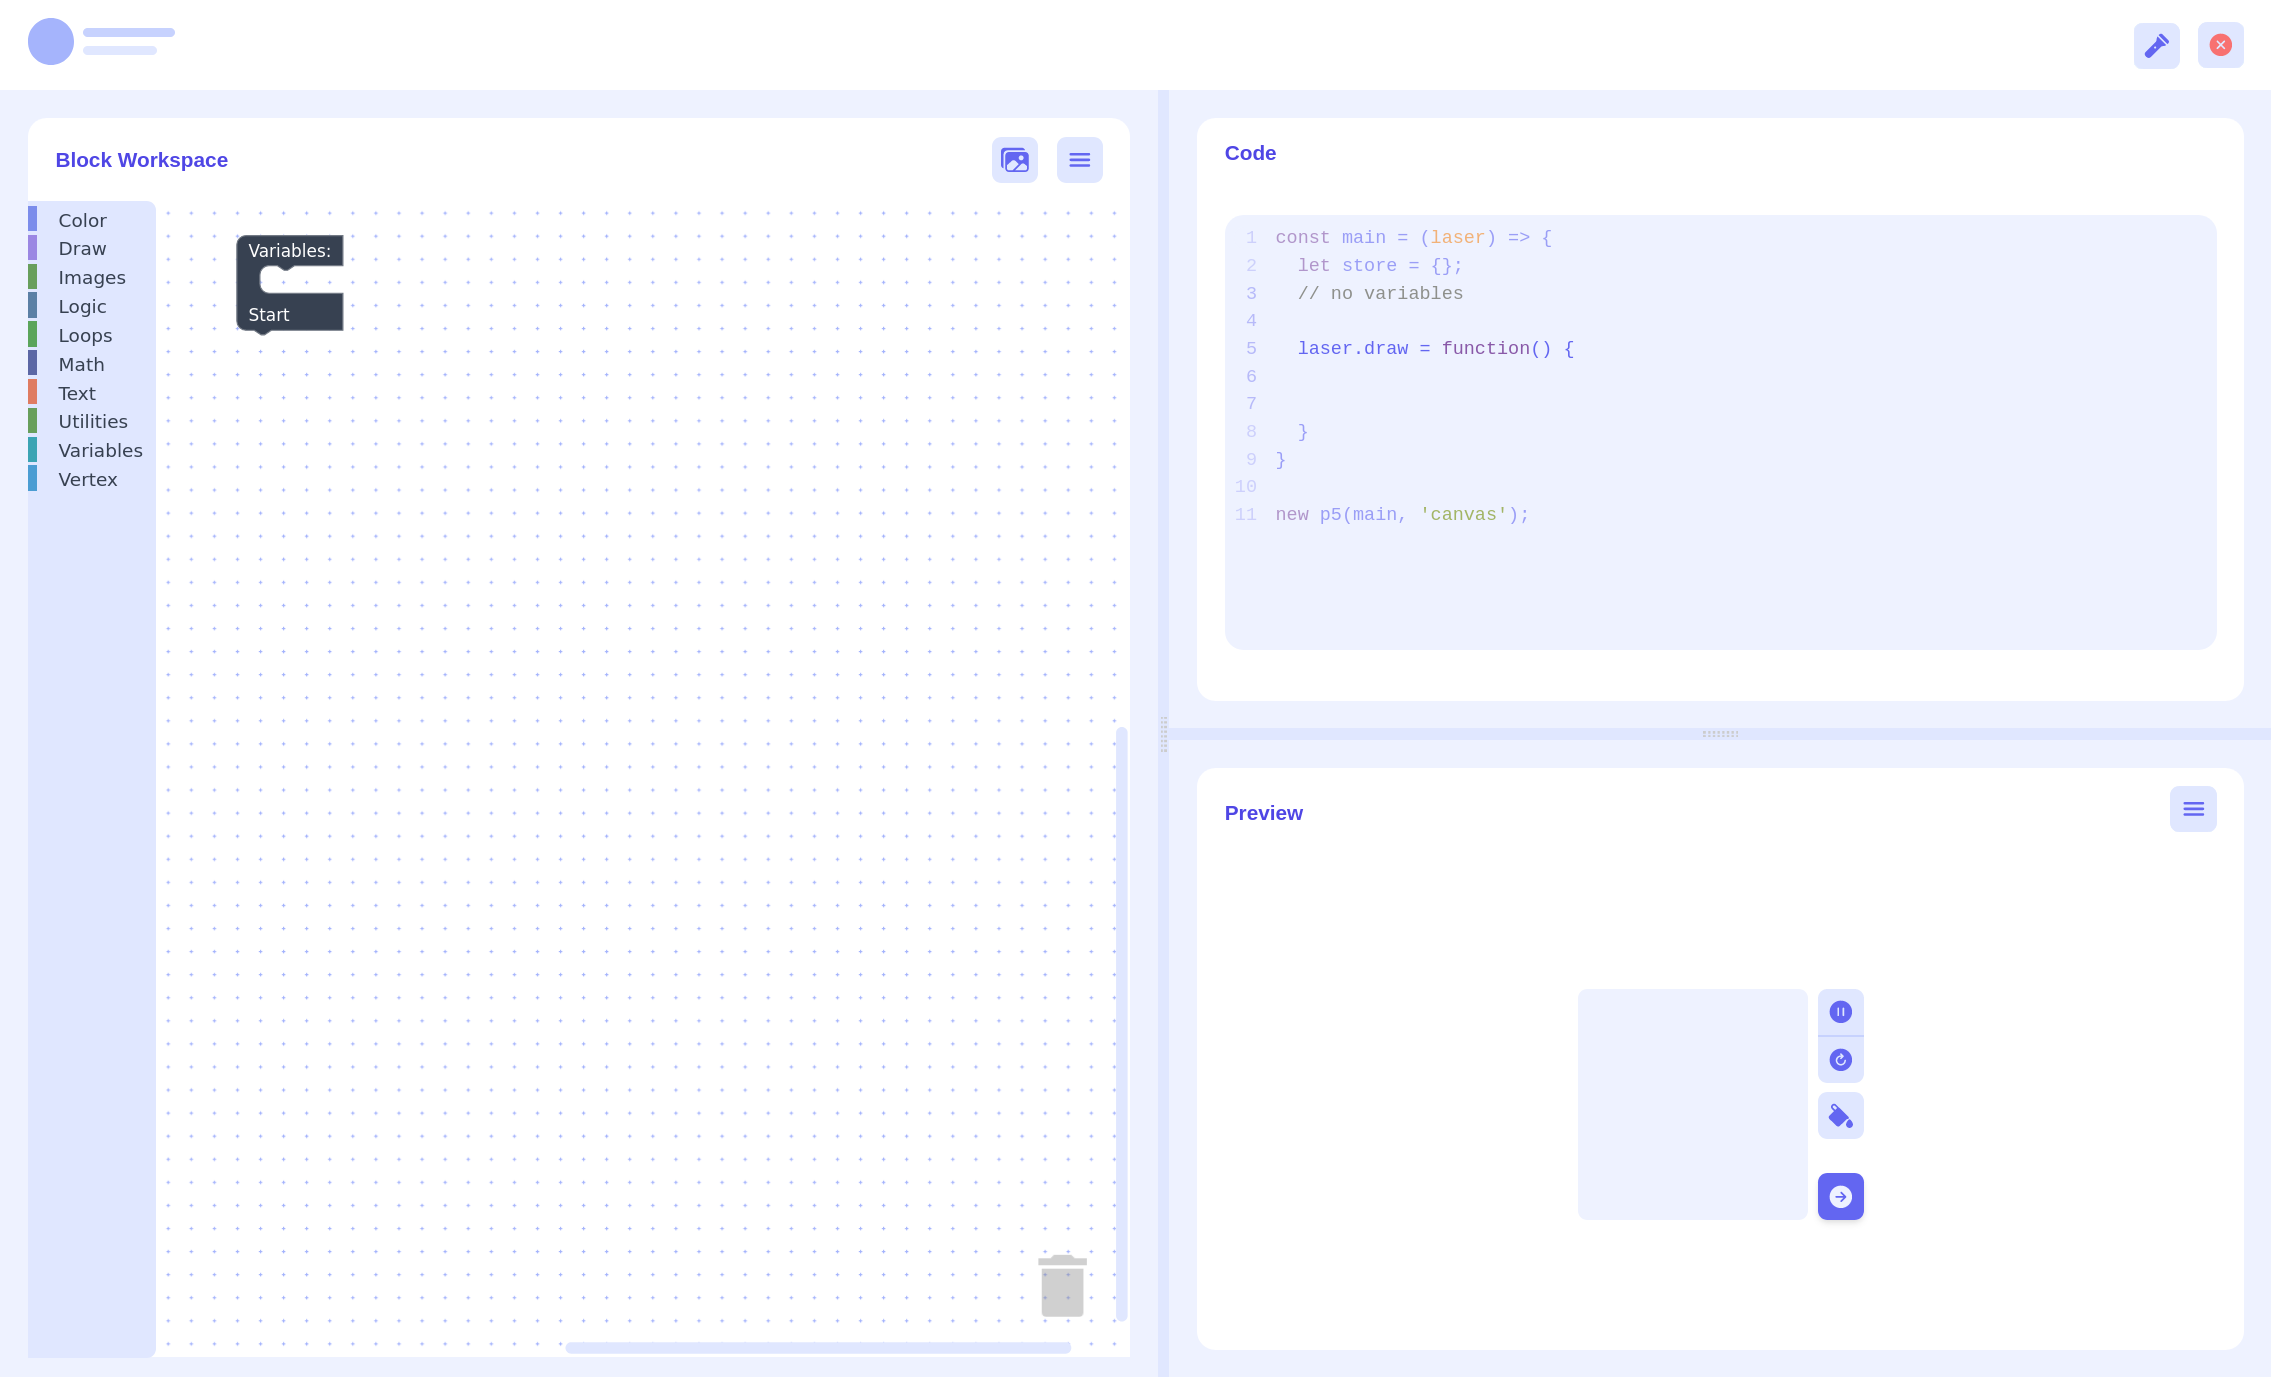 Block Workspace
Color
Draw
Images
Logic
Loops
Math
Text
Utilities
Variables
Vertex
Variables:
Start
Code
1 const main = (laser) => {
2   let store = {};
3   // no variables
4
5   laser.draw = function() {
6
7
8   }
9 }
10
11 new p5(main, 'canvas');
Preview